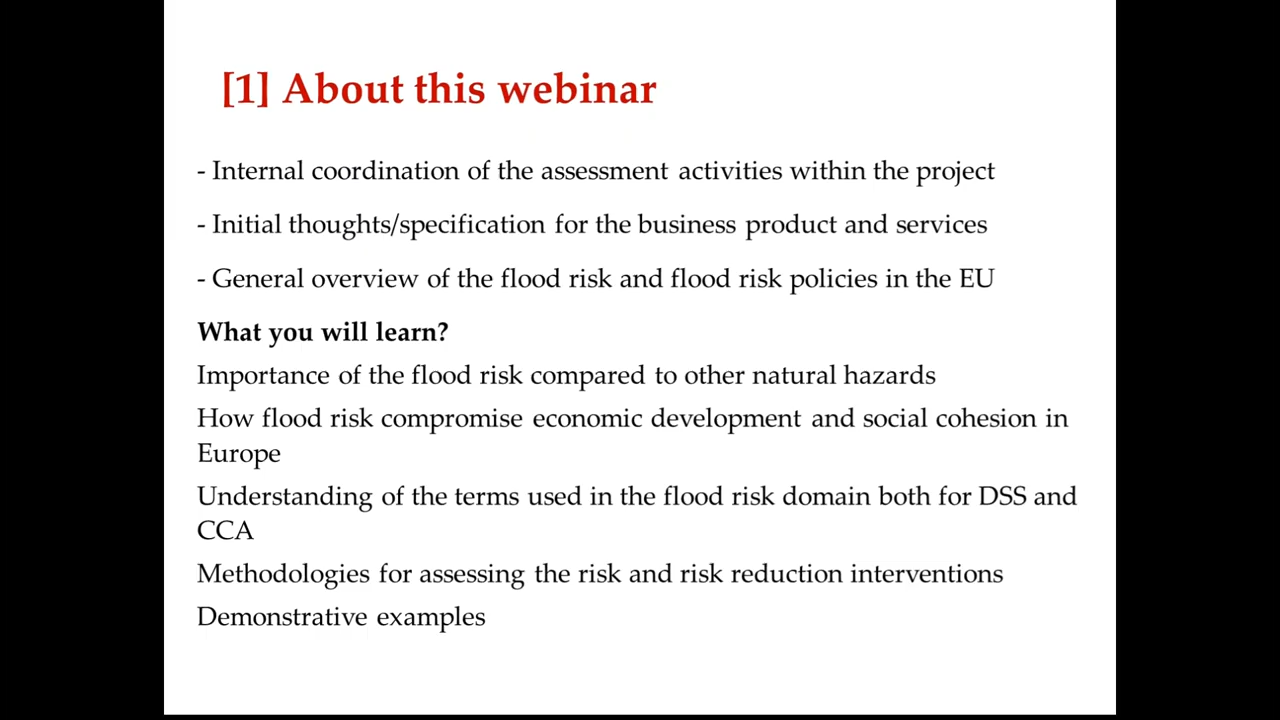 [1] About this webinar
- Internal coordination of the assessment activities within the project
- Initial thoughts/specification for the business product and services
- General overview of the flood risk and flood risk policies in the EU
What you will learn?
Importance of the flood risk compared to other natural hazards
How flood risk compromise economic development and social cohesion in
Europe
Understanding of the terms used in the flood risk domain both for DSS and
CCA
Methodologies for assessing the risk and risk reduction interventions
Demonstrative examples